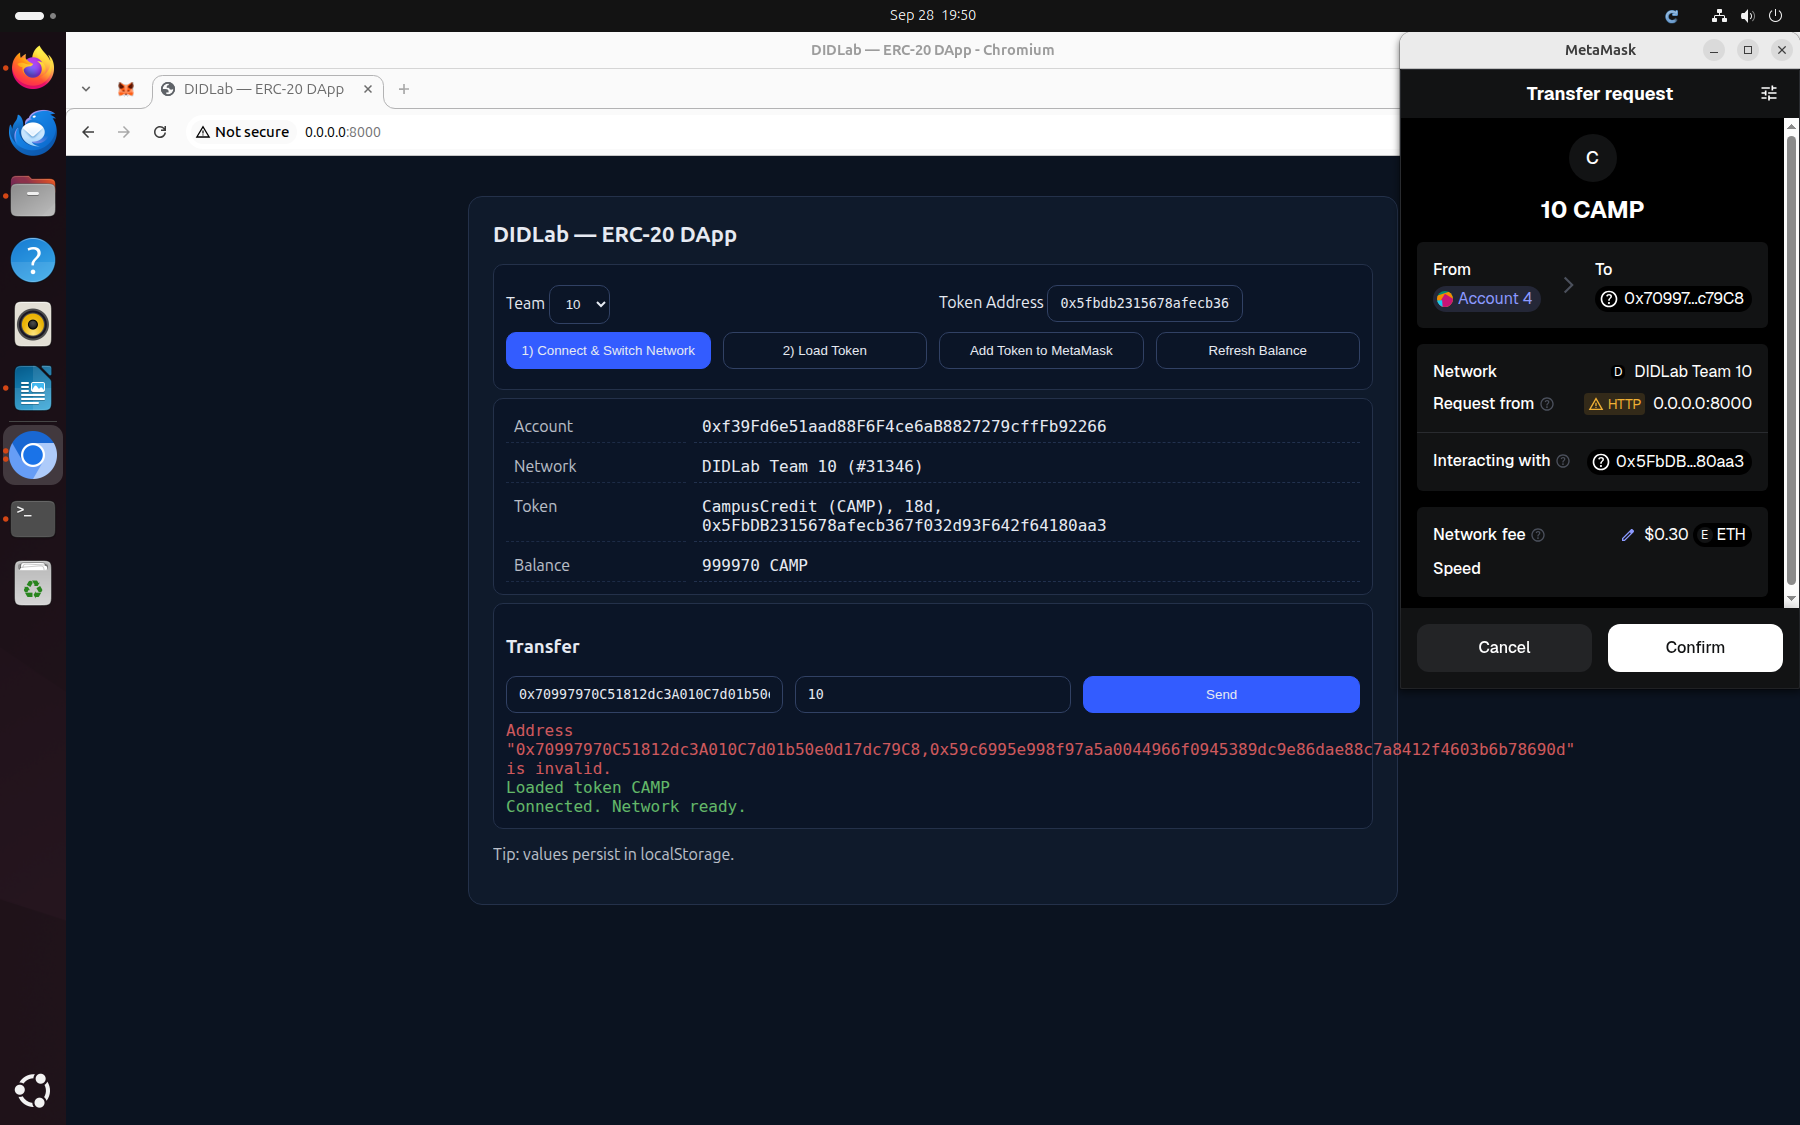 Sep 28 19:50
DIDLab — ERC-20 DApp - Chromium
DIDLab — ERC-20 DApp
Not secure 0.0.0.0:8000
DIDLab — ERC-20 DApp
Team 10 Token Address 0x5fbdb2315678afecb36
1) Connect & Switch Network 2) Load Token Add Token to MetaMask Refresh Balance
Account 0xf39Fd6e51aad88F6F4ce6aB8827279cffFb92266
Network DIDLab Team 10 (#31346)
Token CampusCredit (CAMP), 18d,
0x5FbDB2315678afecb367f032d93F642f64180aa3
Balance 999970 CAMP
Transfer
0x70997970C51812dc3A010C7d01b50e 10 Send
Address
"0x70997970C51812dc3A010C7d01b50e0d17dc79C8,0x59c6995e998f97a5a0044966f0945389dc9e86dae88c7a8412f4603b6b78690d"
is invalid.
Loaded token CAMP
Connected. Network ready.
Tip: values persist in localStorage.
MetaMask
Transfer request
C
10 CAMP
From To
Account 4 0x70997...c79C8
Network D DIDLab Team 10
Request from HTTP 0.0.0.0:8000
Interacting with 0x5FbDB...80aa3
Network fee $0.30 E ETH
Speed
Cancel Confirm